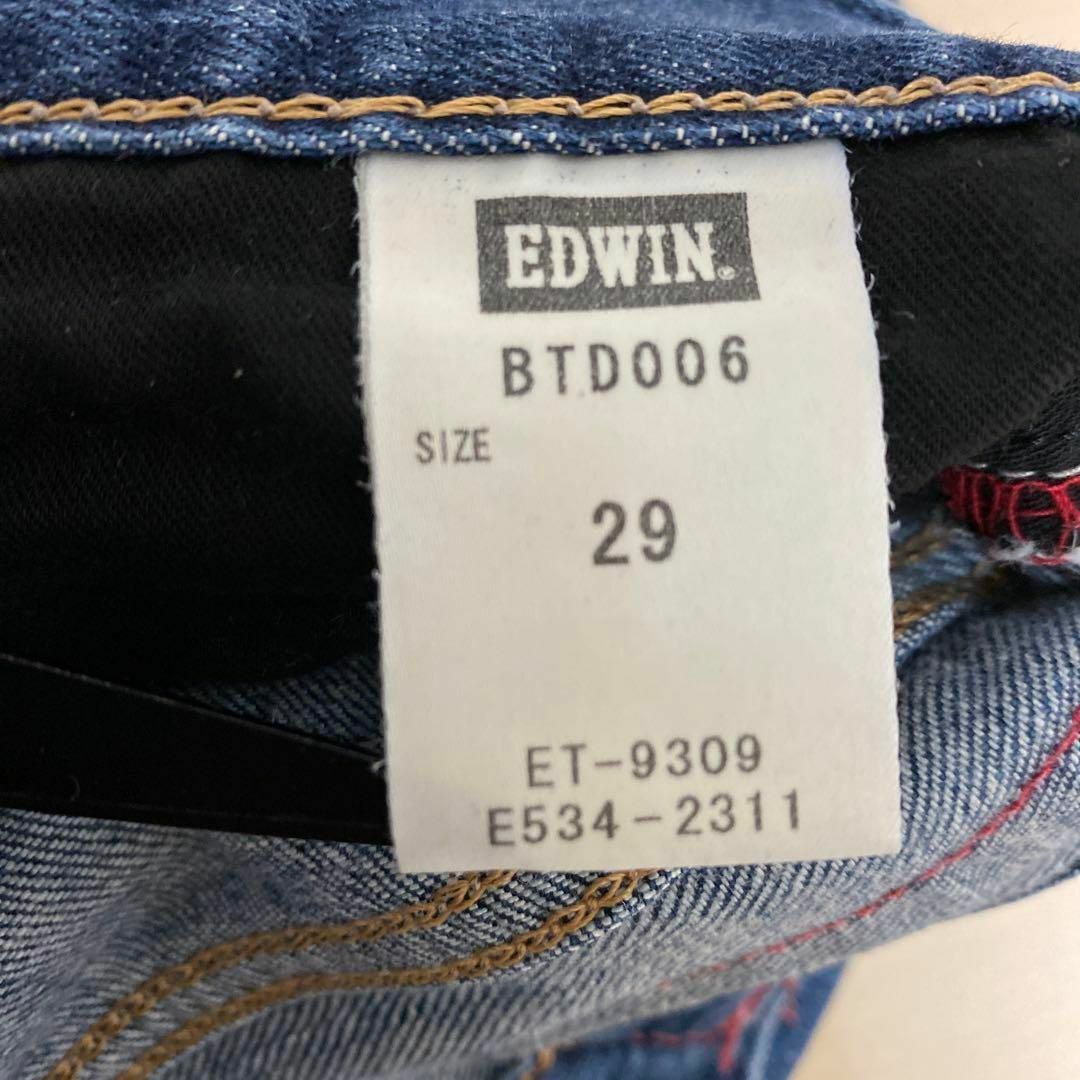 EDWIN®
BTD006
SIZE
29
ET-9309
E534-2311